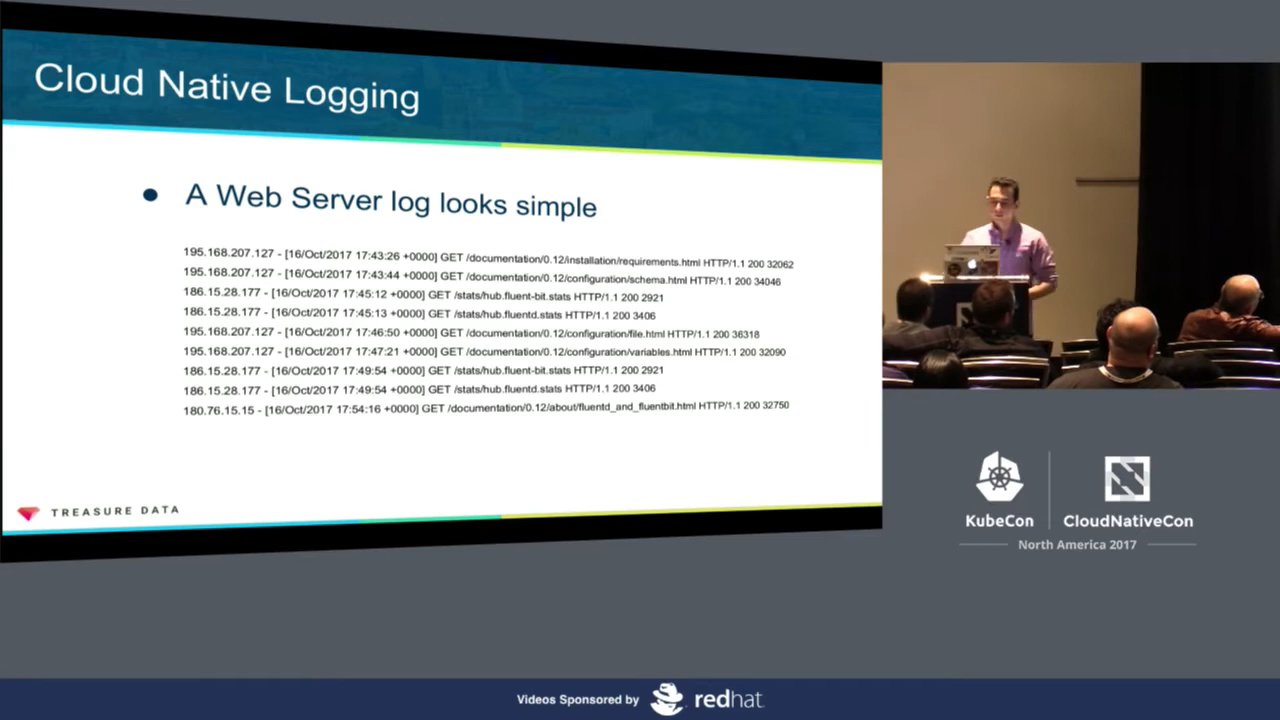 Cloud Native Logging
● A Web Server log looks simple
195.168.207.127 - [16/Oct/2017 17:43:26 +0000] GET /documentation/0.12/installation/requirements.html HTTP/1.1 200 32062
195.168.207.127 - [16/Oct/2017 17:43:44 +0000] GET /documentation/0.12/configuration/schema.html HTTP/1.1 200 34046
186.15.28.177 - [16/Oct/2017 17:45:12 +0000] GET /stats/hub.fluent-bit.stats HTTP/1.1 200 2921
186.15.28.177 - [16/Oct/2017 17:45:13 +0000] GET /stats/hub.fluentd.stats HTTP/1.1 200 3406
195.168.207.127 - [16/Oct/2017 17:46:50 +0000] GET /documentation/0.12/configuration/file.html HTTP/1.1 200 36318
195.168.207.127 - [16/Oct/2017 17:47:21 +0000] GET /documentation/0.12/configuration/variables.html HTTP/1.1 200 32090
186.15.28.177 - [16/Oct/2017 17:49:54 +0000] GET /stats/hub.fluent-bit.stats HTTP/1.1 200 2921
186.15.28.177 - [16/Oct/2017 17:49:54 +0000] GET /stats/hub.fluentd.stats HTTP/1.1 200 3406
180.76.15.15 - [16/Oct/2017 17:54:16 +0000] GET /documentation/0.12/about/fluentd_and_fluentbit.html HTTP/1.1 200 32750
TREASURE DATA
KubeCon
CloudNativeCon
North America 2017
Videos Sponsored by redhat.